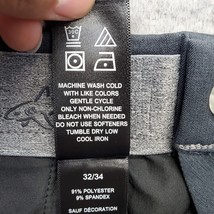 MACHINE WASH COLD
WITH LIKE COLORS
GENTLE CYCLE
ONLY NON-CHLORINE
BLEACH WHEN NEEDED
DO NOT USE SOFTENERS
TUMBLE DRY LOW
COOL IRON
32/34
91% POLYESTER
9% SPANDEX
SAUF DÉCORATION